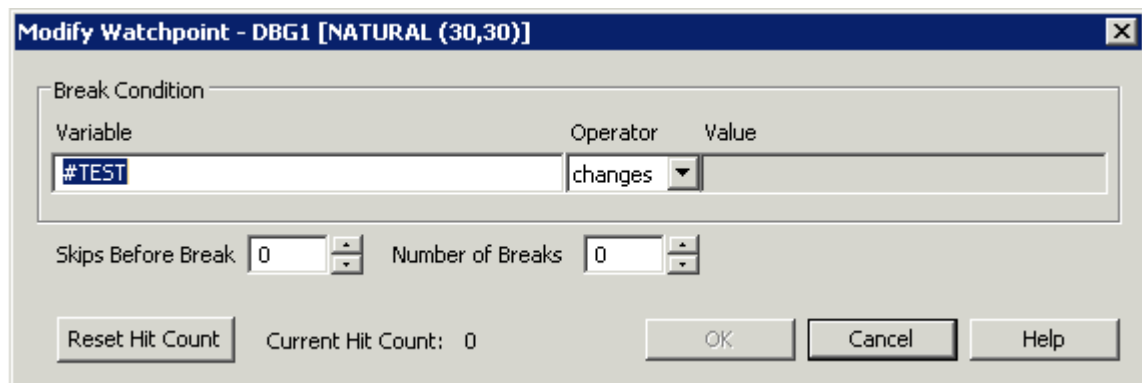 Modify Watchpoint - DBG1 [NATURAL (30,30)]
Break Condition
Variable Operator Value
#TEST changes
Skips Before Break 0 Number of Breaks 0
Reset Hit Count Current Hit Count: 0 OK Cancel Help